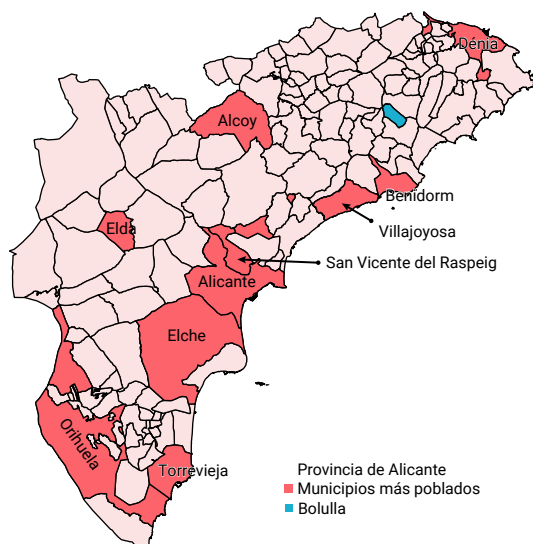 Dénia
Alcoy
Benidorm
Elda
Villajoyosa
San Vicente del Raspeig
Alicante
Elche
Orihuela
Torrevieja
Provincia de Alicante
Municipios más poblados
Bolulla